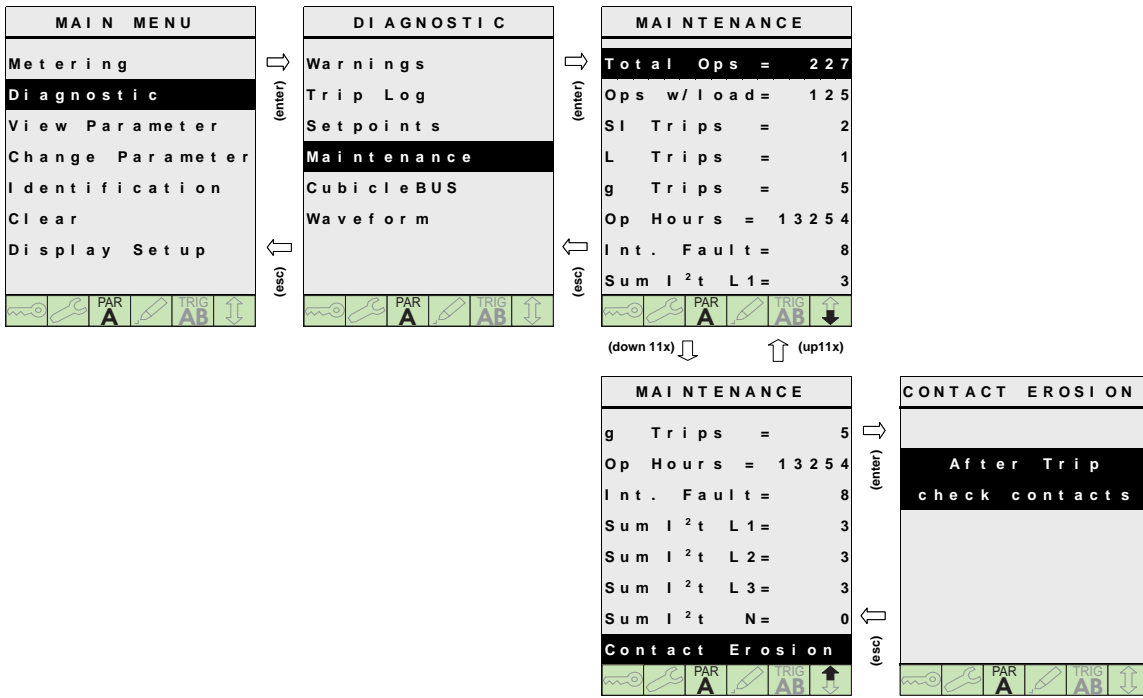 MAIN MENU
Metering
Diagnostic
View Parameter
Change Parameter
Identification
Clear
Display Setup
PAR
A
TRIG
AB
(enter)
(esc)
DIAGNOSTIC
Warnings
Trip Log
Setpoints
Maintenance
CubicleBUS
Waveform
PAR
A
TRIG
AB
(enter)
(esc)
MAINTENANCE
Total Ops = 227
Ops w/load= 125
SI Trips = 2
L Trips = 1
g Trips = 5
Op Hours = 13254
Int. Fault= 8
Sum I²t L1= 3
PAR
A
TRIG
AB
(down 11x)
(up11x)
MAINTENANCE
g Trips = 5
Op Hours = 13254
Int. Fault= 8
Sum I²t L1= 3
Sum I²t L2= 3
Sum I²t L3= 3
Sum I²t N= 0
Contact Erosion
PAR
A
TRIG
AB
(enter)
(esc)
CONTACT EROSION
After Trip
check contacts
PAR
A
TRIG
AB